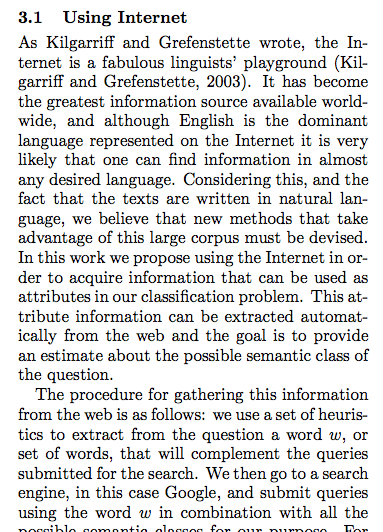 3.1 Using Internet
As Kilgarriff and Grefenstette wrote, the In-
ternet is a fabulous linguists' playground (Kil-
garriff and Grefenstette, 2003). It has become
the greatest information source available world-
wide, and although English is the dominant
language represented on the Internet it is very
likely that one can find information in almost
any desired language. Considering this, and the
fact that the texts are written in natural lan-
guage, we believe that new methods that take
advantage of this large corpus must be devised.
In this work we propose using the Internet in or-
der to acquire information that can be used as
attributes in our classification problem. This at-
tribute information can be extracted automat-
ically from the web and the goal is to provide
an estimate about the possible semantic class of
the question.
The procedure for gathering this information
from the web is as follows: we use a set of heuris-
tics to extract from the question a word w, or
set of words, that will complement the queries
submitted for the search. We then go to a search
engine, in this case Google, and submit queries
using the word w in combination with all the
possible semantic classes for our purpose. For